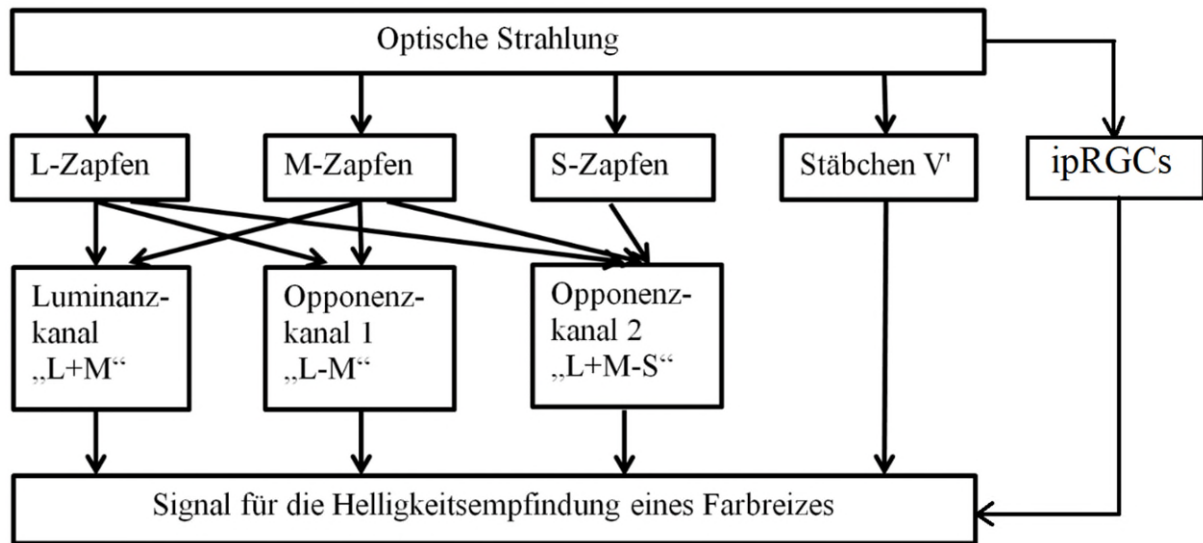 Optische Strahlung
L-Zapfen
M-Zapfen
S-Zapfen
Stäbchen V'
ipRGCs
Luminanz-
kanal
„L+M“
Opponenz-
kanal 1
„L-M“
Opponenz-
kanal 2
„L+M-S“
Signal für die Helligkeitsempfindung eines Farbreizes